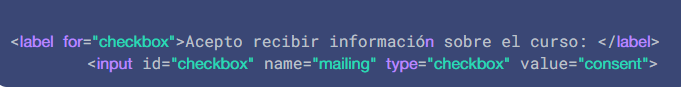 <label for="checkbox">Acepto recibir información sobre el curso: </label>
<input id="checkbox" name="mailing" type="checkbox" value="consent">